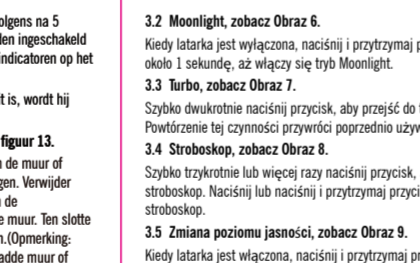 olgens na 5
den ingeschakeld
indicatoren op het
t is, wordt hij
figuur 13.
n de muur of
gen. Verwijder
n de
e muur. Ten slotte
n.(Opmerking:
adde muur of
3.2 Moonlight, zobacz Obraz 6.
Kiedy latarka jest wyłączona, naciśnij i przytrzymaj
około 1 sekundę, aż włączy się tryb Moonlight.
3.3 Turbo, zobacz Obraz 7.
Szybko dwukrotnie naciśnij przycisk, aby przejść do
Powtórzenie tej czynności przywróci poprzednio
3.4 Stroboskop, zobacz Obraz 8.
Szybko trzykrotnie lub więcej razy naciśnij przycisk,
stroboskop. Naciśnij lub naciśnij i przytrzymaj
stroboskop.
3.5 Zmiana poziomu jasności, zobacz Obraz 9.
Kiedy latarka jest włączona, naciśnij i przytrzymaj